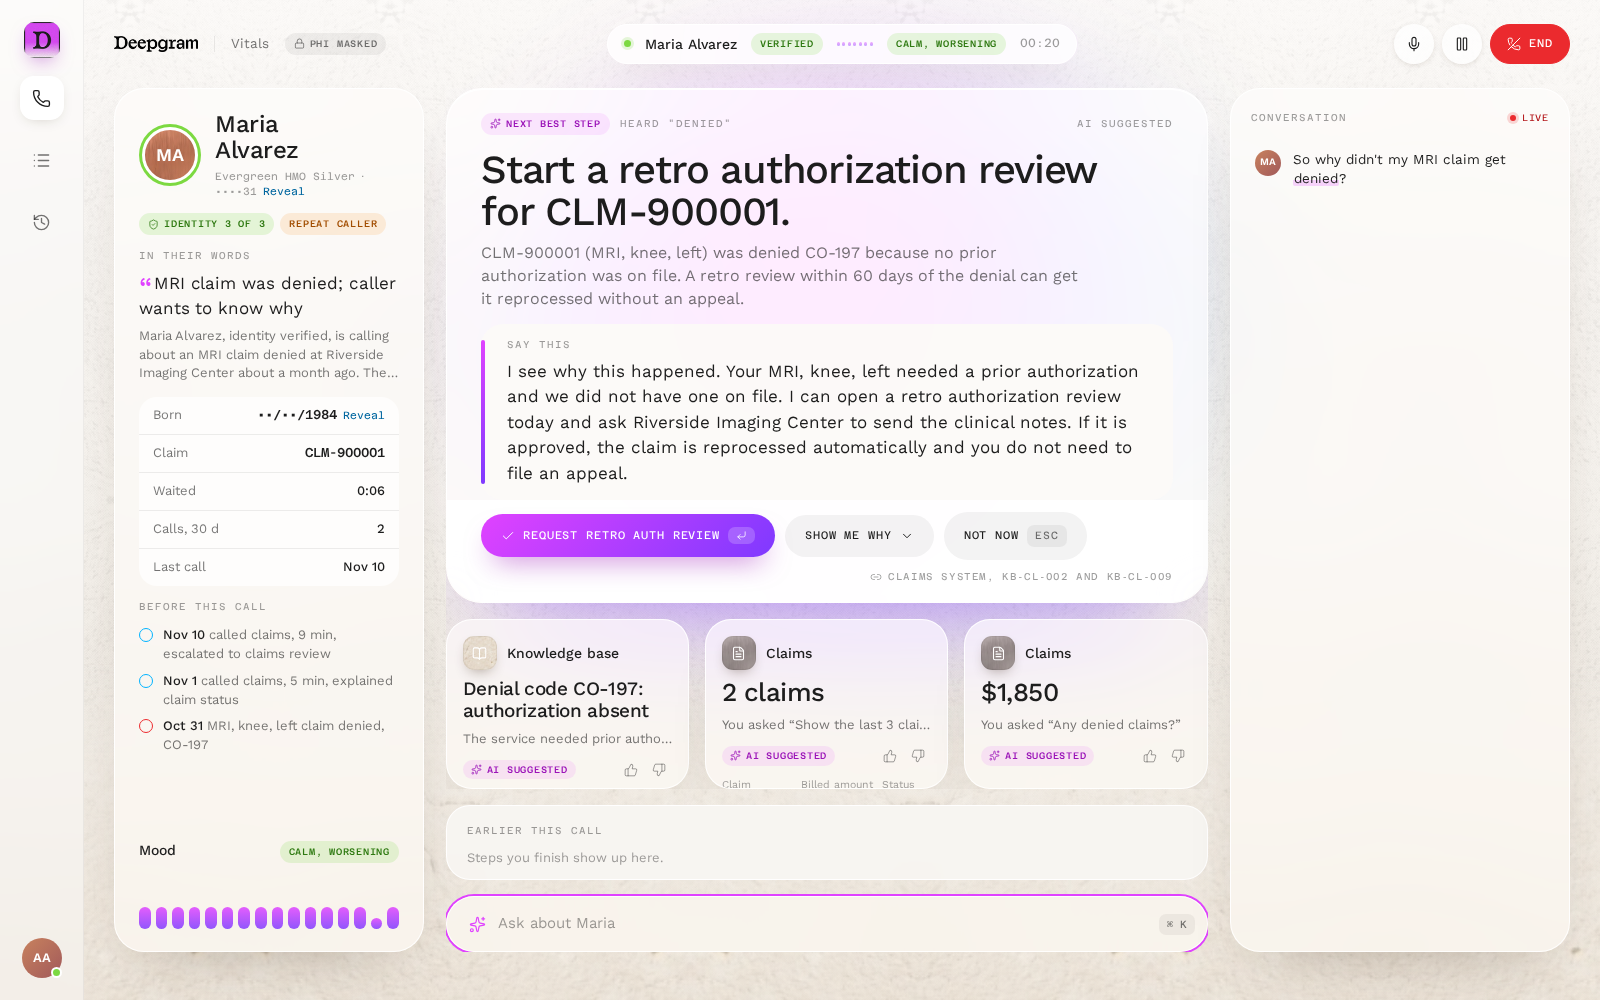 D
Deepgram
Vitals
PHI MASKED
Maria Alvarez
VERIFIED
CALM, WORSENING
00:20
END
MA
Maria
Alvarez
Evergreen HMO Silver ·
••••31 Reveal
IDENTITY 3 OF 3
REPEAT CALLER
IN THEIR WORDS
“MRI claim was denied; caller
wants to know why
Maria Alvarez, identity verified, is calling
about an MRI claim denied at Riverside
Imaging Center about a month ago. The...
Born ••/••/1984 Reveal
Claim CLM-900001
Waited 0:06
Calls, 30 d 2
Last call Nov 10
BEFORE THIS CALL
Nov 10 called claims, 9 min,
escalated to claims review
Nov 1 called claims, 5 min, explained
claim status
Oct 31 MRI, knee, left claim denied,
CO-197
Mood
CALM, WORSENING
AA
NEXT BEST STEP
HEARD "DENIED"
AI SUGGESTED
Start a retro authorization review
for CLM-900001.
CLM-900001 (MRI, knee, left) was denied CO-197 because no prior
authorization was on file. A retro review within 60 days of the denial can get
it reprocessed without an appeal.
SAY THIS
I see why this happened. Your MRI, knee, left needed a prior authorization
and we did not have one on file. I can open a retro authorization review
today and ask Riverside Imaging Center to send the clinical notes. If it is
approved, the claim is reprocessed automatically and you do not need to
file an appeal.
REQUEST RETRO AUTH REVIEW
SHOW ME WHY
NOT NOW ESC
CLAIMS SYSTEM, KB-CL-002 AND KB-CL-009
Knowledge base
Denial code CO-197:
authorization absent
The service needed prior autho...
AI SUGGESTED
Claims
2 claims
You asked “Show the last 3 clai...
AI SUGGESTED
Claim Billed amount Status
Claims
$1,850
You asked “Any denied claims?”
AI SUGGESTED
EARLIER THIS CALL
Steps you finish show up here.
Ask about Maria
⌘ K
CONVERSATION
LIVE
MA
So why didn't my MRI claim get
denied?